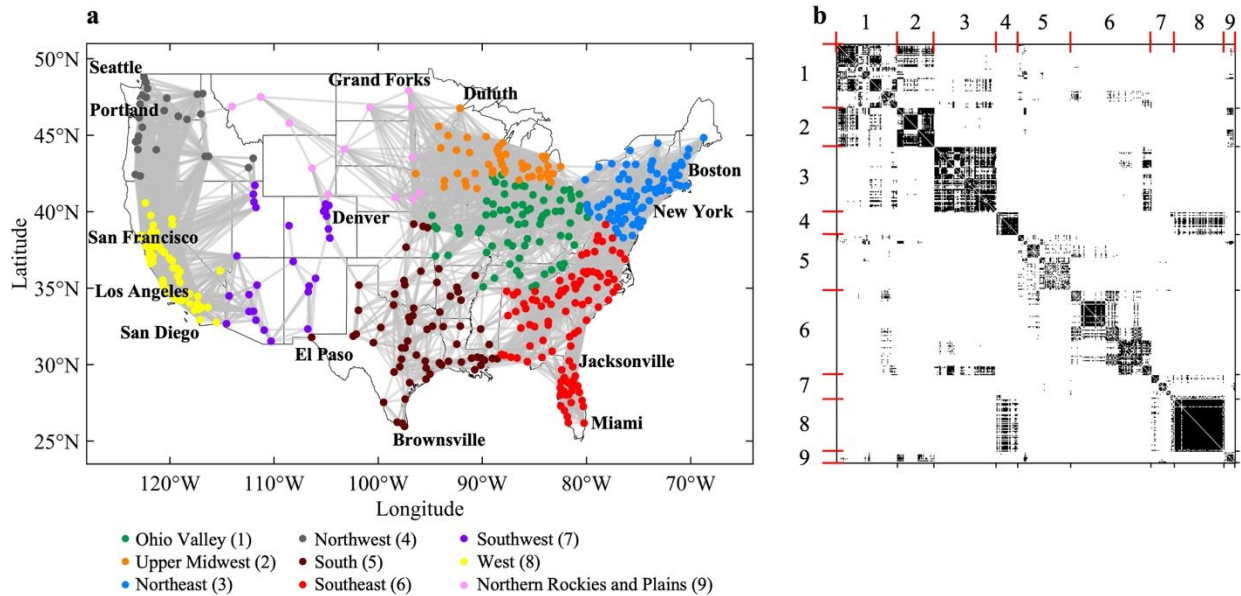 a
50°N
45°N
40°N
35°N
30°N
25°N
Latitude
120°W 110°W 100°W 90°W 80°W 70°W
Longitude
Seattle
Portland
Grand Forks
Duluth
Boston
New York
Denver
San Francisco
Los Angeles
San Diego
El Paso
Jacksonville
Brownsville
Miami
Ohio Valley (1) Northwest (4) Southwest (7)
Upper Midwest (2) South (5) West (8)
Northeast (3) Southeast (6) Northern Rockies and Plains (9)
b
1 2 3 4 5 6 7 8 9
1
2
3
4
5
6
7
8
9